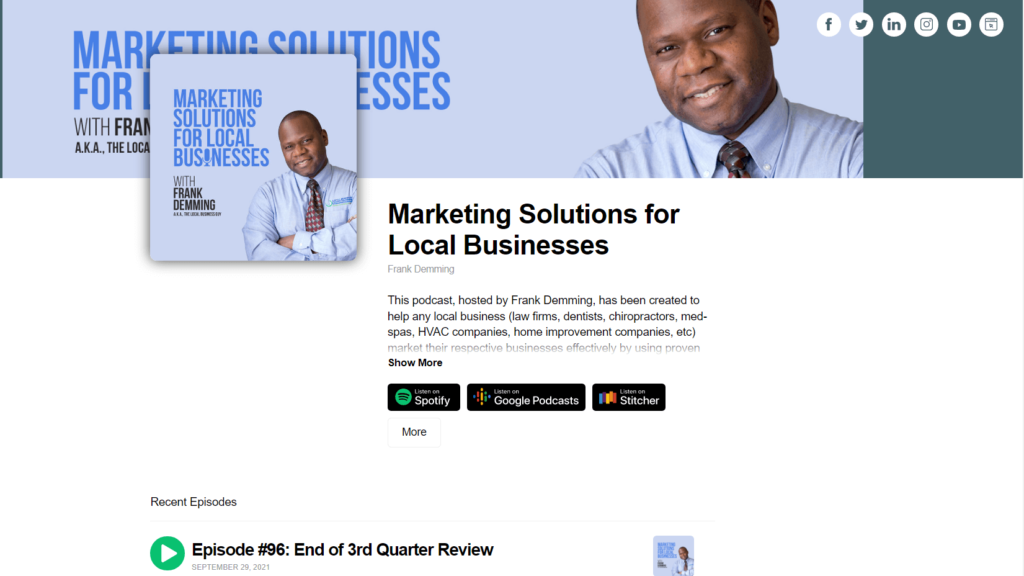 MARKETING SOLUTIONS
FOR L BUSINESSES
WITH FRAN
A.K.A., THE LOCA
MARKETING
SOLUTIONS
FOR LOCAL
BUSINESSES
WITH
FRANK
DEMMING
A.K.A. THE LOCAL BUSINESS GUY
Marketing Solutions for
Local Businesses
Frank Demming
This podcast, hosted by Frank Demming, has been created to
help any local business (law firms, dentists, chiropractors, med-
spas, HVAC companies, home improvement companies, etc)
market their respective businesses effectively by using proven
Show More
Listen on Spotify
Listen on Google Podcasts
Listen on Stitcher
More
Recent Episodes
Episode #96: End of 3rd Quarter Review
SEPTEMBER 29, 2021